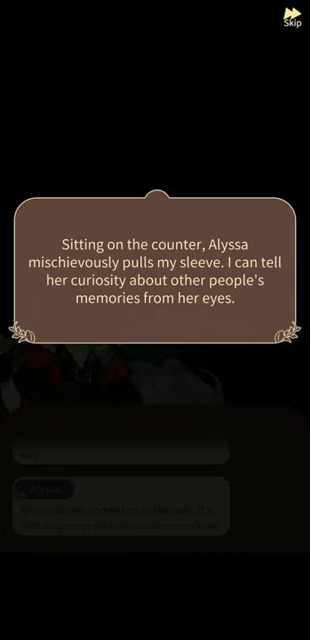 Skip
Sitting on the counter, Alyssa
mischievously pulls my sleeve. I can tell
her curiosity about other people's
memories from her eyes.
Alyssa